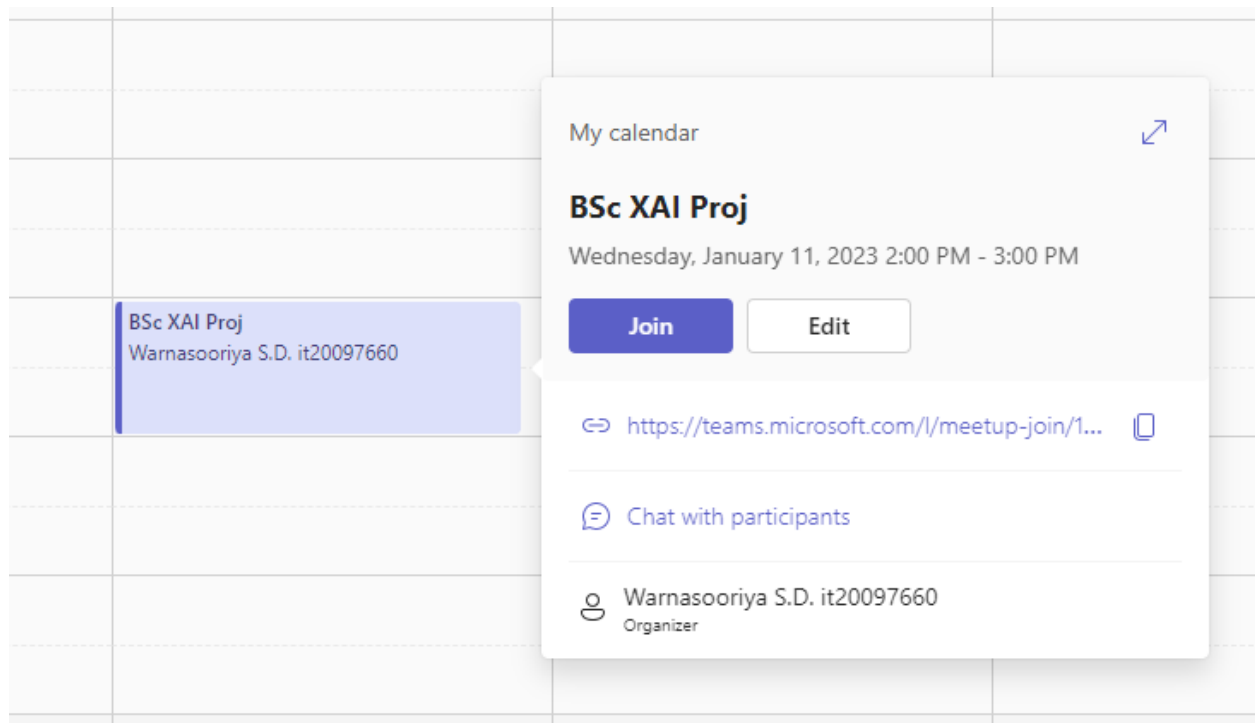 My calendar
BSc XAI Proj
Wednesday, January 11, 2023 2:00 PM - 3:00 PM
Join
Edit
BSc XAI Proj
Warnasooriya S.D. it20097660
https://teams.microsoft.com/l/meetup-join/1...
Chat with participants
Warnasooriya S.D. it20097660
Organizer